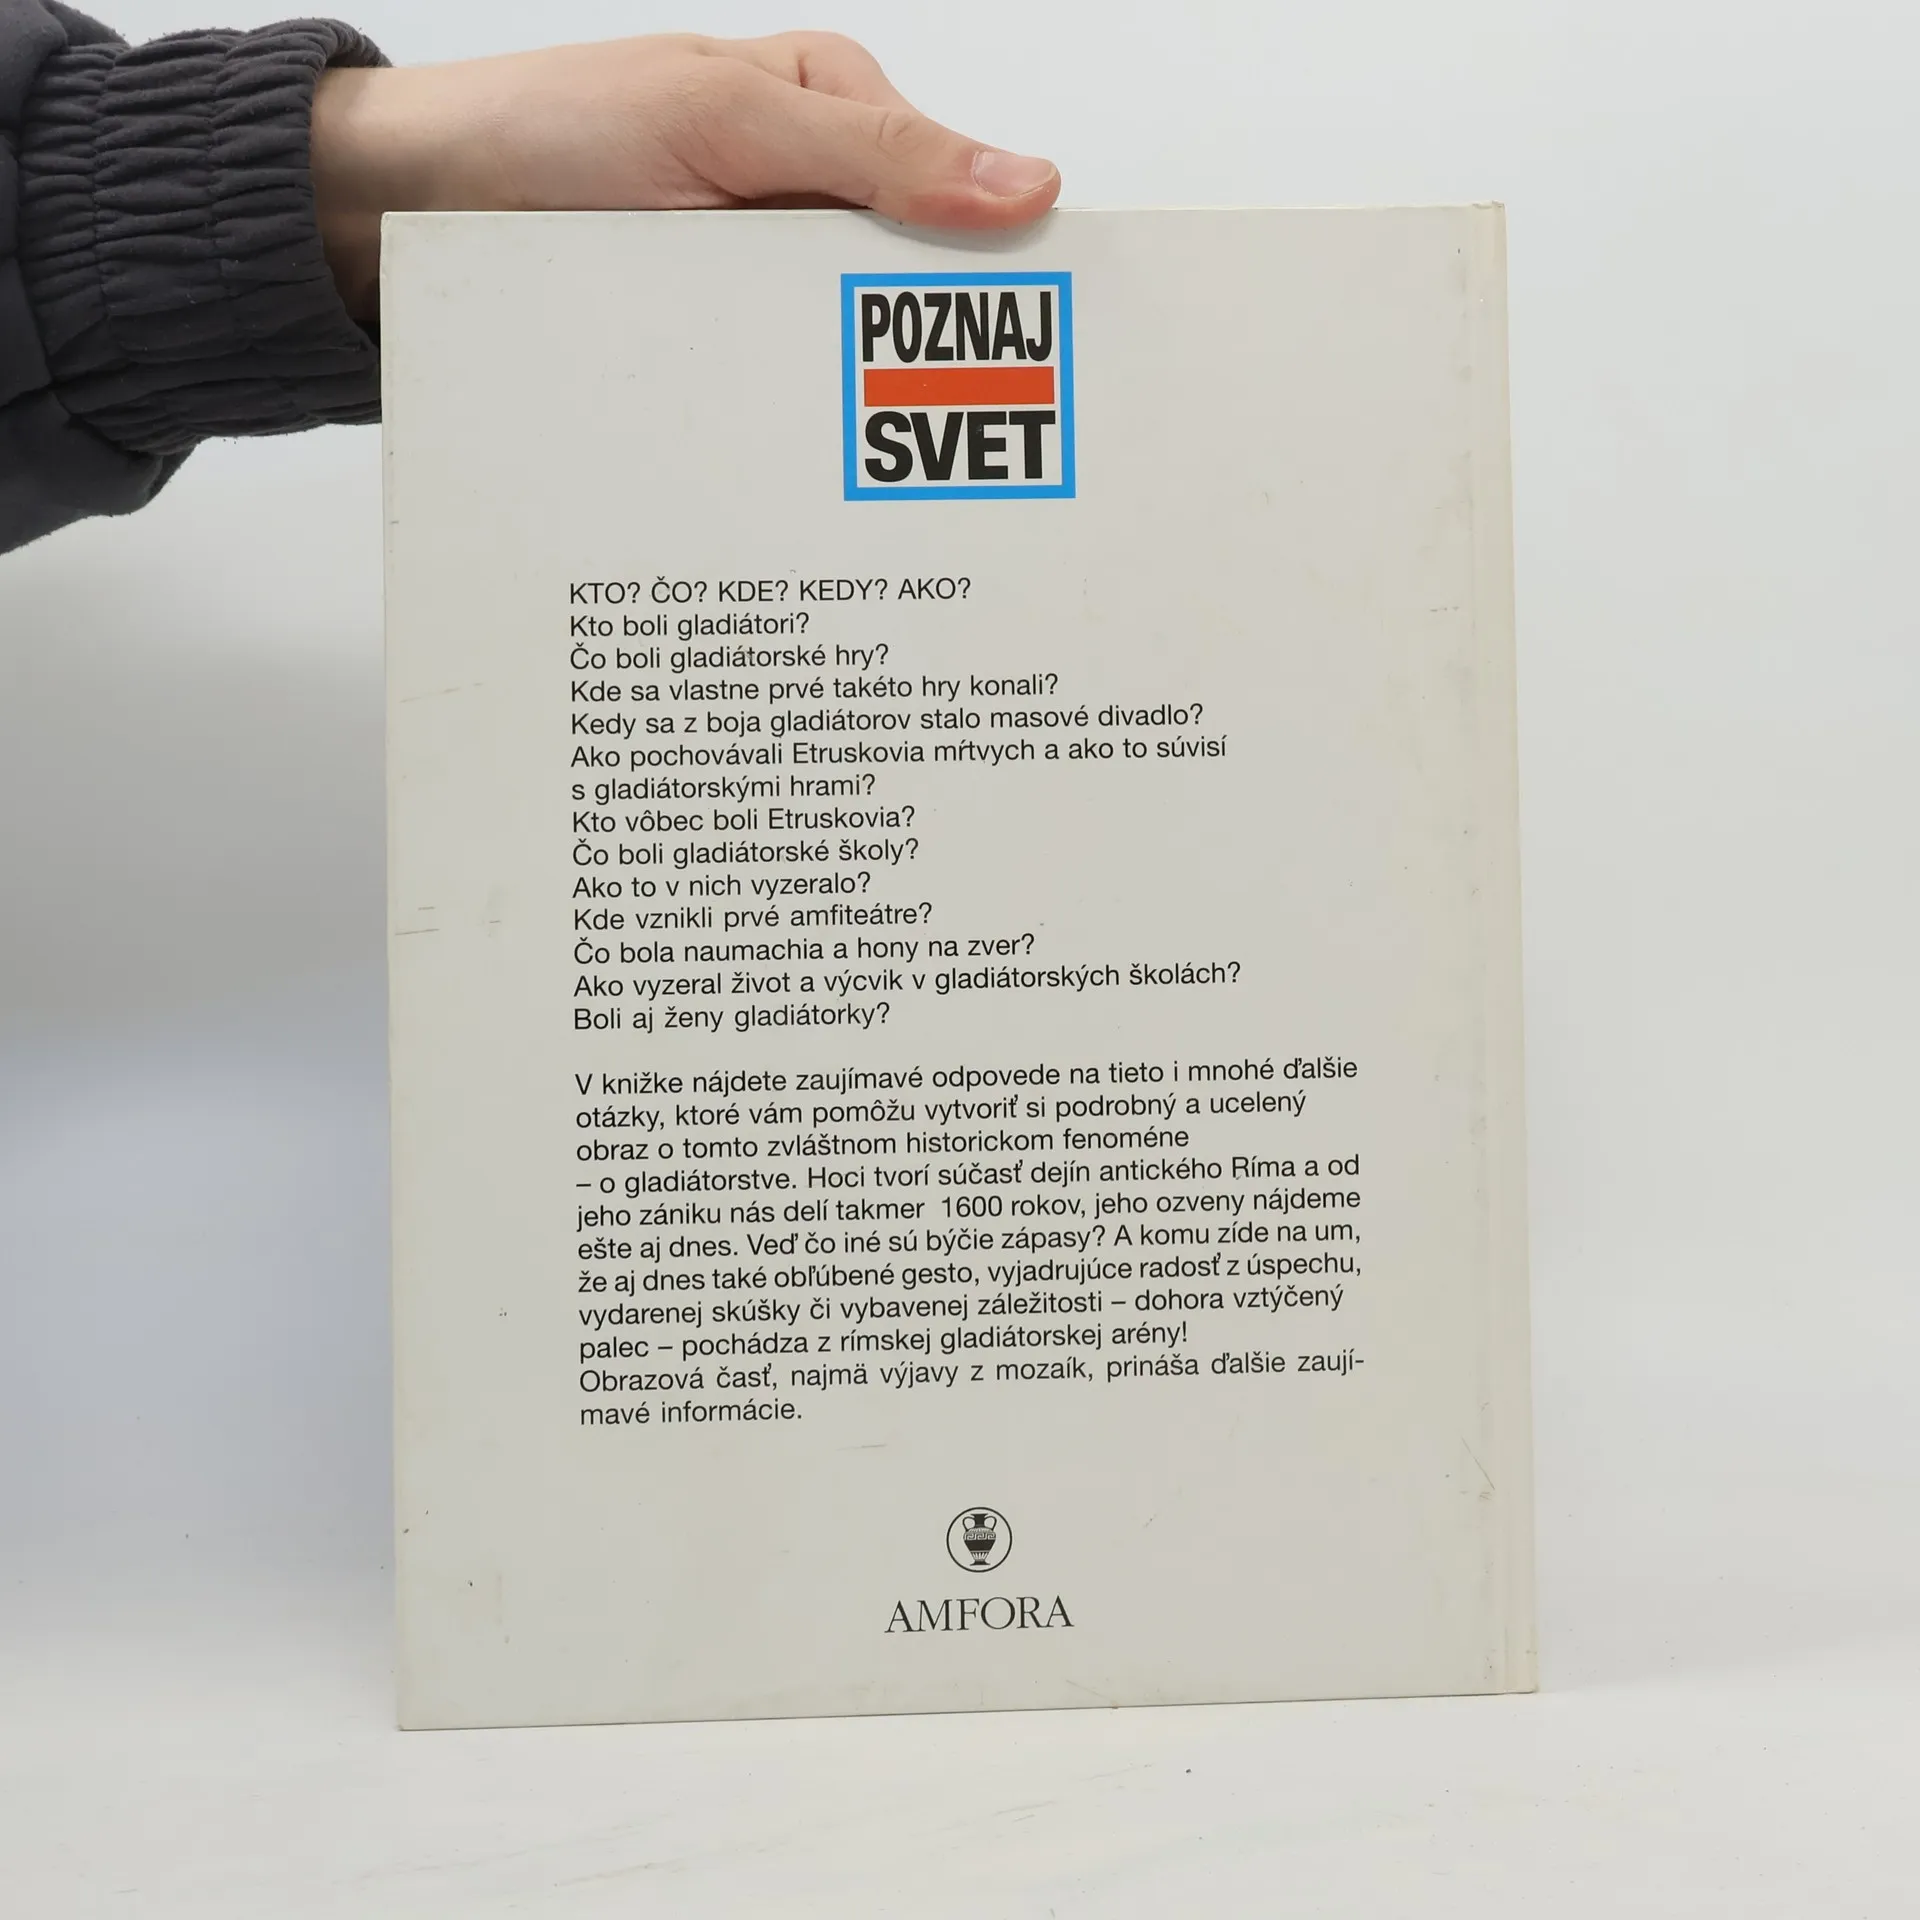 POZNAJ
SVET
KTO? ČO? KDE? KEDY? AKO?
Kto boli gladiátori?
Čo boli gladiátorské hry?
Kde sa vlastne prvé takéto hry konali?
Kedy sa z boja gladiátorov stalo masové divadlo?
Ako pochovávali Etruskovia mŕtvych a ako to súvisí
s gladiátorskými hrami?
Kto vôbec boli Etruskovia?
Čo boli gladiátorské školy?
Ako to v nich vyzeralo?
Kde vznikli prvé amfiteátre?
Čo bola naumachia a hony na zver?
Ako vyzeral život a výcvik v gladiátorských školách?
Boli aj ženy gladiátorky?
V knižke nájdete zaujímavé odpovede na tieto i mnohé ďalšie
otázky, ktoré vám pomôžu vytvoriť si podrobný a ucelený
obraz o tomto zvláštnom historickom fenoméne
– o gladiátorstve. Hoci tvorí súčasť dejín antického Ríma a od
jeho zániku nás delí takmer 1600 rokov, jeho ozveny nájdeme
ešte aj dnes. Veď čo iné sú býčie zápasy? A komu zíde na um,
že aj dnes také obľúbené gesto, vyjadrujúce radosť z úspechu,
vydarenej skúšky či vybavenej záležitosti – dohora vztýčený
palec – pochádza z rímskej gladiátorskej arény!
Obrazová časť, najmä výjavy z mozaík, prináša ďalšie zaují-
mavé informácie.
AMFORA